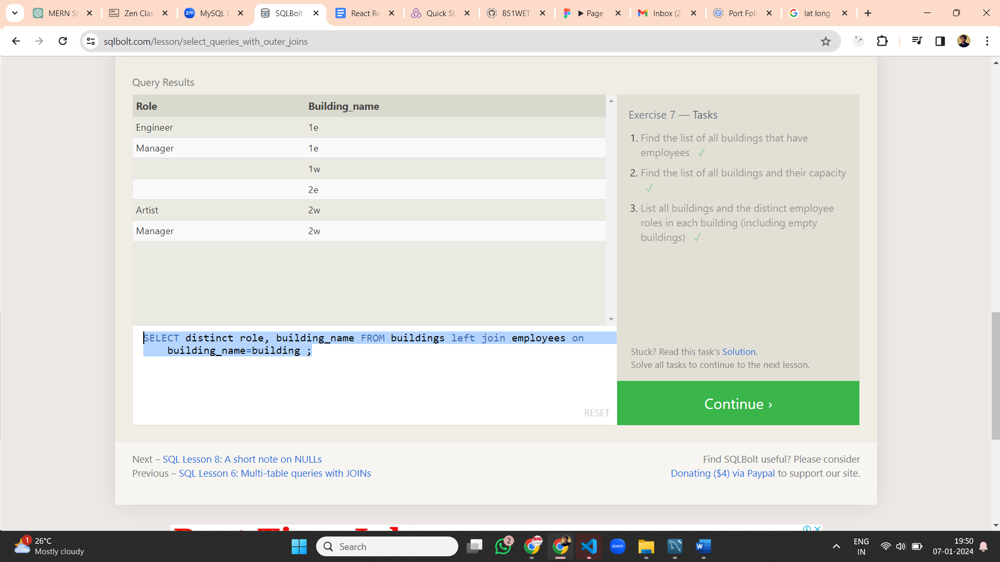 MERN St
Zen Clas
zm
MySQL D
SQLBolt
React Re
Quick St
B51WET
▶ Page
Inbox (2,
Port Foli
lat long
sqlbolt.com/lesson/select_queries_with_outer_joins
Query Results
Role Building_name
Engineer 1e
Manager 1e
1w
2e
Artist 2w
Manager 2w
Exercise 7 — Tasks
1. Find the list of all buildings that have
employees ✓
2. Find the list of all buildings and their capacity
✓
3. List all buildings and the distinct employee
roles in each building (including empty
buildings) ✓
SELECT distinct role, building_name FROM buildings left join employees on
building_name=building ;
RESET
Stuck? Read this task's Solution.
Solve all tasks to continue to the next lesson.
Continue ›
Next – SQL Lesson 8: A short note on NULLs
Previous – SQL Lesson 6: Multi-table queries with JOINs
Find SQLBolt useful? Please consider
Donating ($4) via Paypal to support our site.
1
26°C
Mostly cloudy
Search
2
BNI
zoom
W
ENG
IN
19:50
07-01-2024